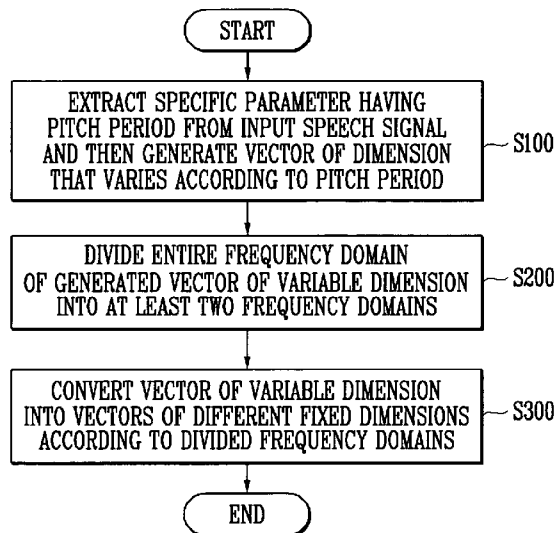 START
EXTRACT SPECIFIC PARAMETER HAVING
PITCH PERIOD FROM INPUT SPEECH SIGNAL
AND THEN GENERATE VECTOR OF DIMENSION
THAT VARIES ACCORDING TO PITCH PERIOD
S100
DIVIDE ENTIRE FREQUENCY DOMAIN
OF GENERATED VECTOR OF VARIABLE DIMENSION
INTO AT LEAST TWO FREQUENCY DOMAINS
S200
CONVERT VECTOR OF VARIABLE DIMENSION
INTO VECTORS OF DIFFERENT FIXED DIMENSIONS
ACCORDING TO DIVIDED FREQUENCY DOMAINS
S300
END